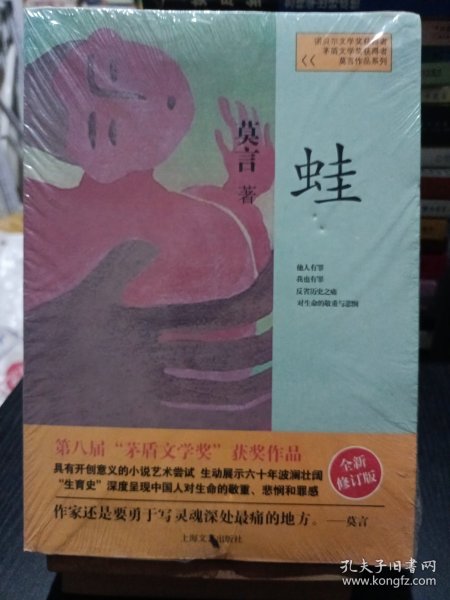 诺贝尔文学奖获得者
茅盾文学奖获得者
莫言作品系列
莫言
著
蛙
他人有罪
我也有罪
反省历史之痛
对生命的敬重与悲悯
第八届“茅盾文学奖”获奖作品
具有开创意义的小说艺术尝试 生动展示六十年波澜壮阔
“生育史” 深度呈现中国人对生命的敬重、悲悯和罪感
全新
修订版
作家还是要勇于写灵魂深处最痛的地方。——莫言
上海文艺出版社
孔夫子旧书网
www.kongfz.com